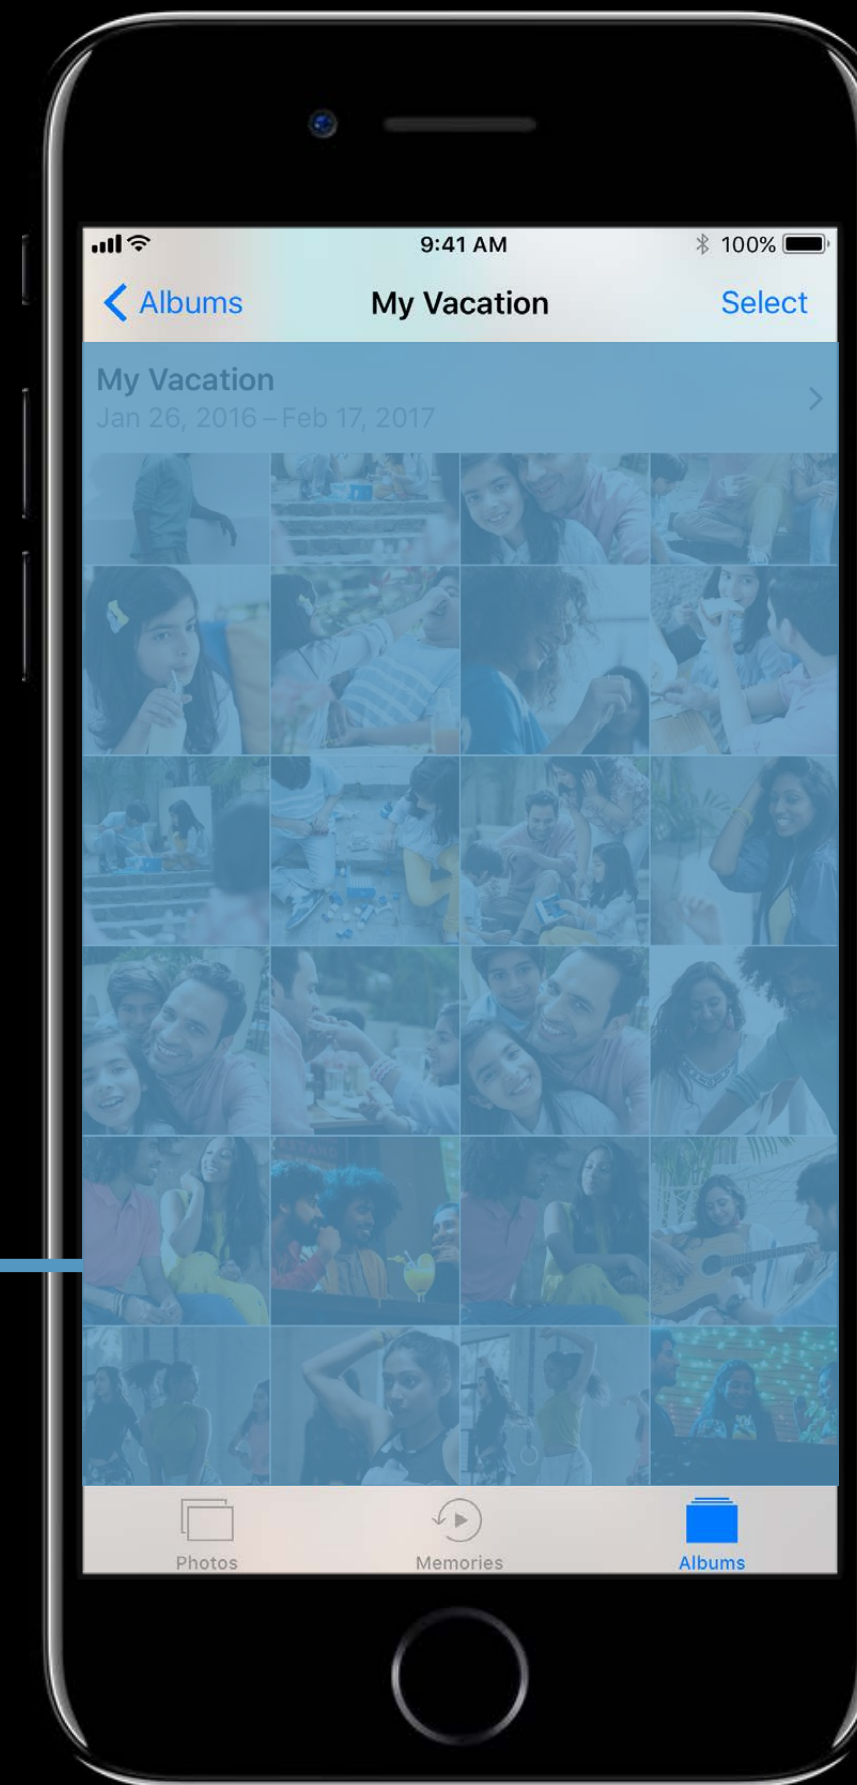 9:41 AM 100%
Albums My Vacation Select
My Vacation
Jan 26, 2016 – Feb 17, 2017
Photos Memories Albums